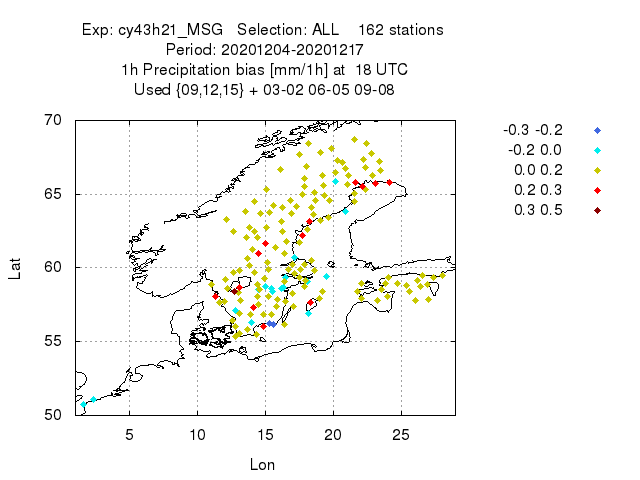 Exp: cy43h21_MSG Selection: ALL 162 stations
Period: 20201204-20201217
1h Precipitation bias [mm/1h] at 18 UTC
Used {09,12,15} + 03-02 06-05 09-08
-0.3 -0.2
-0.2 0.0
0.0 0.2
0.2 0.3
0.3 0.5
70
65
60
55
50
Lat
5 10 15 20 25
Lon